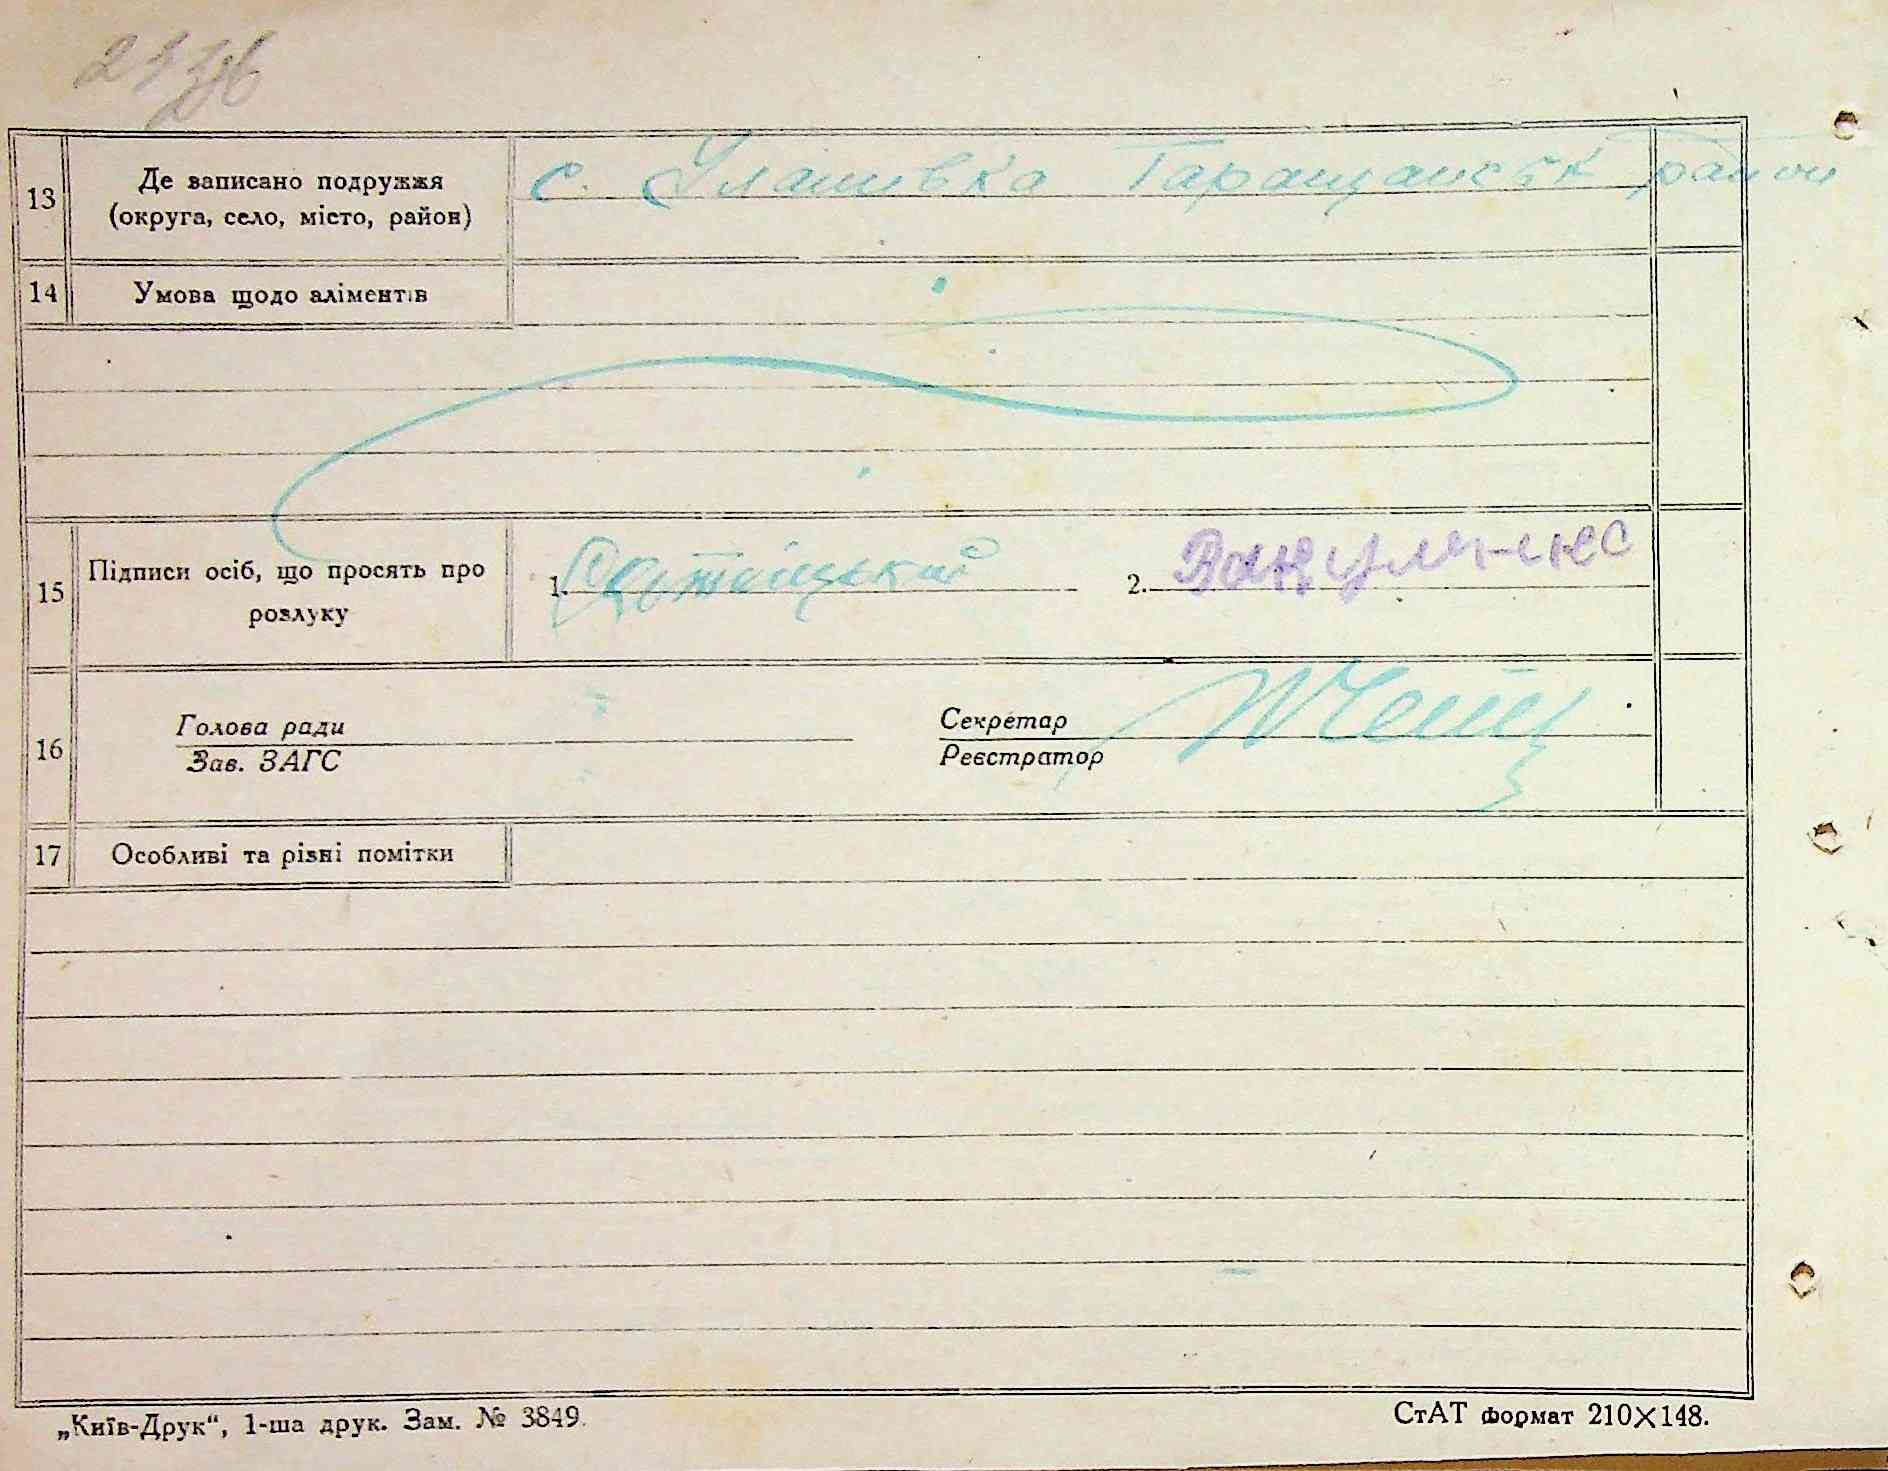 21зв
13
Де записано подружжя
(округа, село, місто, район)
с. Улашівка Таращанськ район
14
Умова щодо аліментів
15
Підписи осіб, що просять про
розлуку
1.
2. Вакуленко
16
Голова ради
Зав. ЗАГС
Секретар
Реєстратор
17
Особливі та різні помітки
„Київ-Друк“, 1-ша друк. Зам. № 3849.
СтАТ формат 210×148.